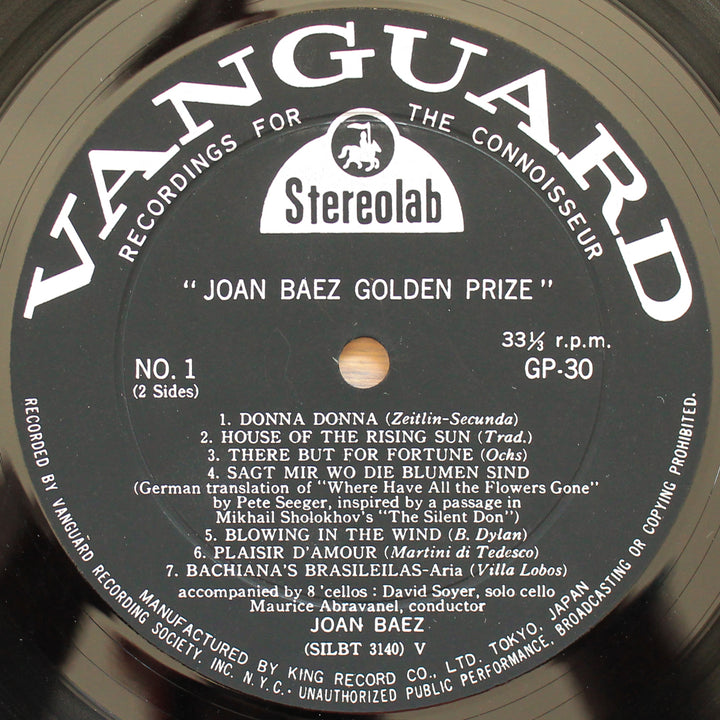 VANGUARD
RECORDINGS FOR THE CONNOISSEUR
Stereolab
"JOAN BAEZ GOLDEN PRIZE"
33⅓ r.p.m.
NO. 1 GP-30
(2 Sides)
1. DONNA DONNA (Zeitlin-Secunda)
2. HOUSE OF THE RISING SUN (Trad.)
3. THERE BUT FOR FORTUNE (Ochs)
4. SAGT MIR WO DIE BLUMEN SIND
(German translation of "Where Have All the Flowers Gone"
by Pete Seeger, inspired by a passage in
Mikhail Sholokhov's "The Silent Don")
5. BLOWING IN THE WIND (B. Dylan)
6. PLAISIR D'AMOUR (Martini di Tedesco)
7. BACHIANA'S BRASILEILAS-Aria (Villa Lobos)
accompanied by 8 'cellos : David Soyer, solo cello
Maurice Abravanel, conductor
JOAN BAEZ
(SILBT 3140) V
MANUFACTURED BY KING RECORD CO., LTD. TOKYO, JAPAN
RECORDED BY VANGUARD RECORDING SOCIETY, INC. N.Y.C. · UNAUTHORIZED PUBLIC PERFORMANCE, BROADCASTING OR COPYING PROHIBITED.